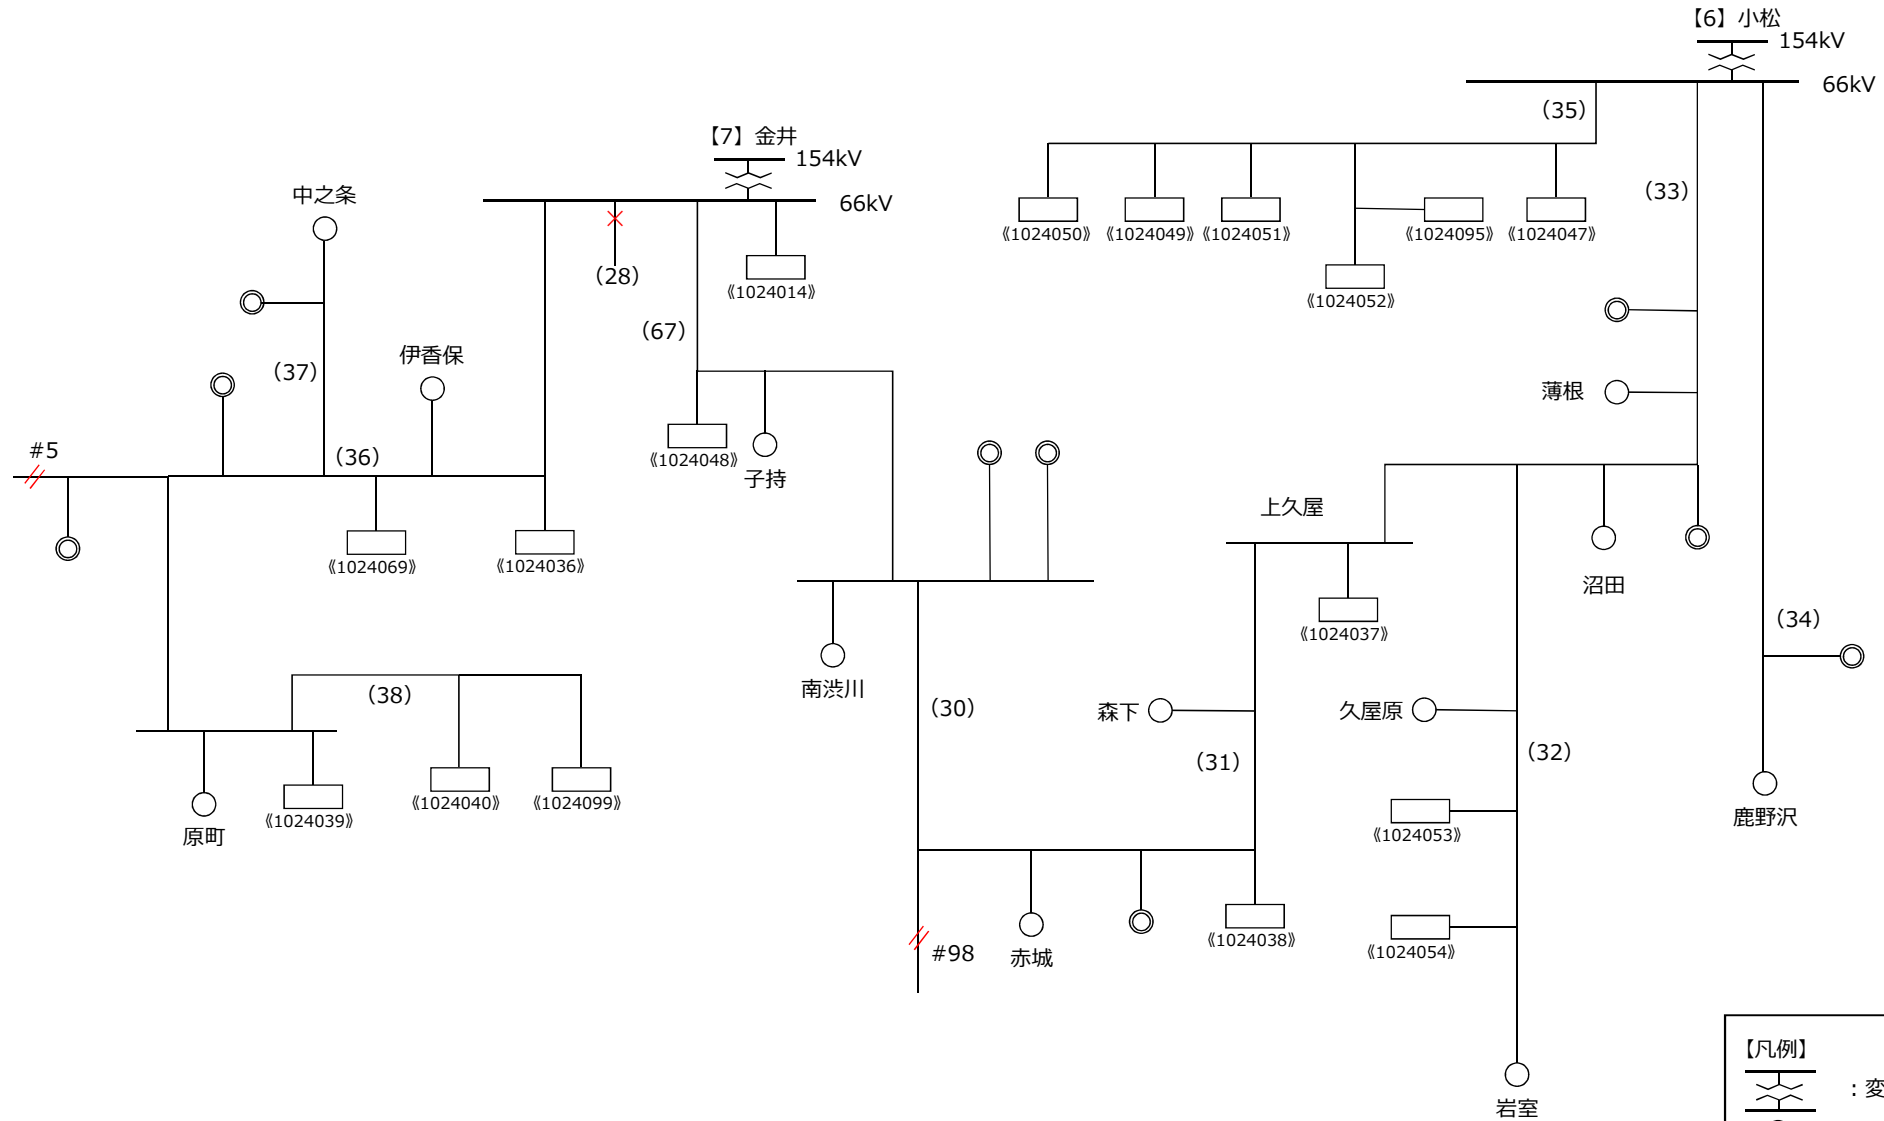 【6】小松
154kV
66kV
(35)
【7】金井
154kV
66kV
中之条
(33)
《1024050》
《1024049》
《1024051》
《1024095》
《1024047》
(28)
《1024014》
《1024052》
(67)
伊香保
(37)
薄根
#5
(36)
《1024048》
子持
上久屋
《1024069》
《1024036》
沼田
(34)
《1024037》
南渋川
(38)
(30)
森下
久屋原
(31)
(32)
《1024040》
《1024099》
《1024039》
原町
鹿野沢
《1024053》
《1024038》
《1024054》
#98
赤城
【凡例】
:変
岩室